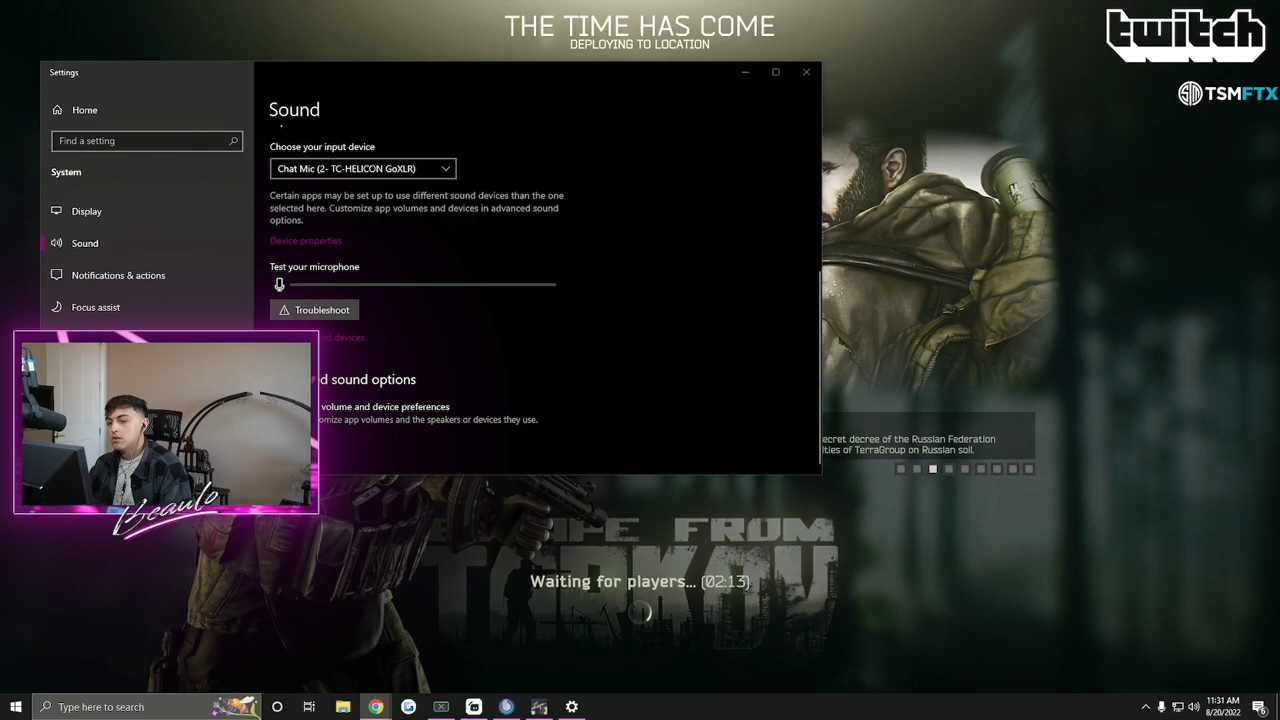 THE TIME HAS COME
DEPLOYING TO LOCATION
twitch
TSMFTX
Settings
Home
Find a setting
System
Display
Sound
Notifications & actions
Focus assist
Sound
Choose your input device
Chat Mic (2- TC-HELICON GoXLR)
Certain apps may be set up to use different sound devices than the one
selected here. Customize app volumes and devices in advanced sound
options.
Device properties
Test your microphone
Troubleshoot
devices
sound options
volume and device preferences
app volumes and the speakers or devices they use.
ecret decree of the Russian Federation
ities of TerraGroup on Russian soil.
Beaulo
FROM
TARKOV
Waiting for players... (02:13)
Type here to search
11:31 AM
8/20/2022